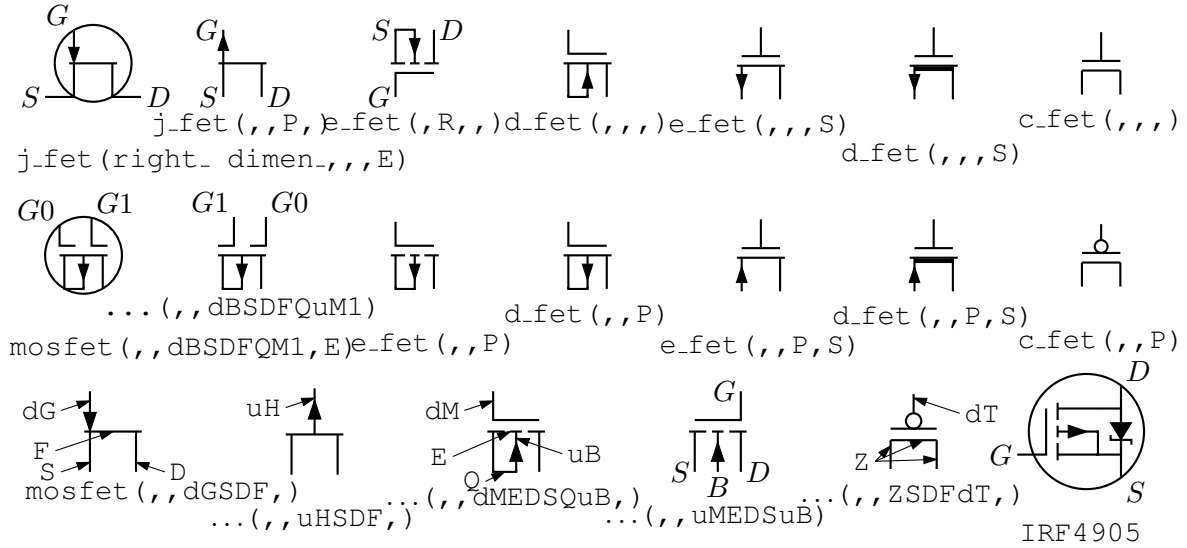 G
S D
G
S D
j_fet(,,P,)
j_fet(right_ dimen_,,,E)
S D
G
e_fet(,R,,)
d_fet(,,,)
e_fet(,,,S)
d_fet(,,,S)
c_fet(,,,)
G0 G1
mosfet(,,dBSDFQM1,E)
G1 G0
...(,,dBSDFQuM1)
e_fet(,,P)
d_fet(,,P)
e_fet(,,P,S)
d_fet(,,P,S)
c_fet(,,P)
dG
F
S D
mosfet(,,dGSDF,)
uH
...(,,uHSDF,)
dM
E uB
Q
...(,,dMEDSQuB,)
G
S B D
...(,,uMEDSuB)
dT
Z
...(,,ZSDFdT,)
D
G
S
IRF4905